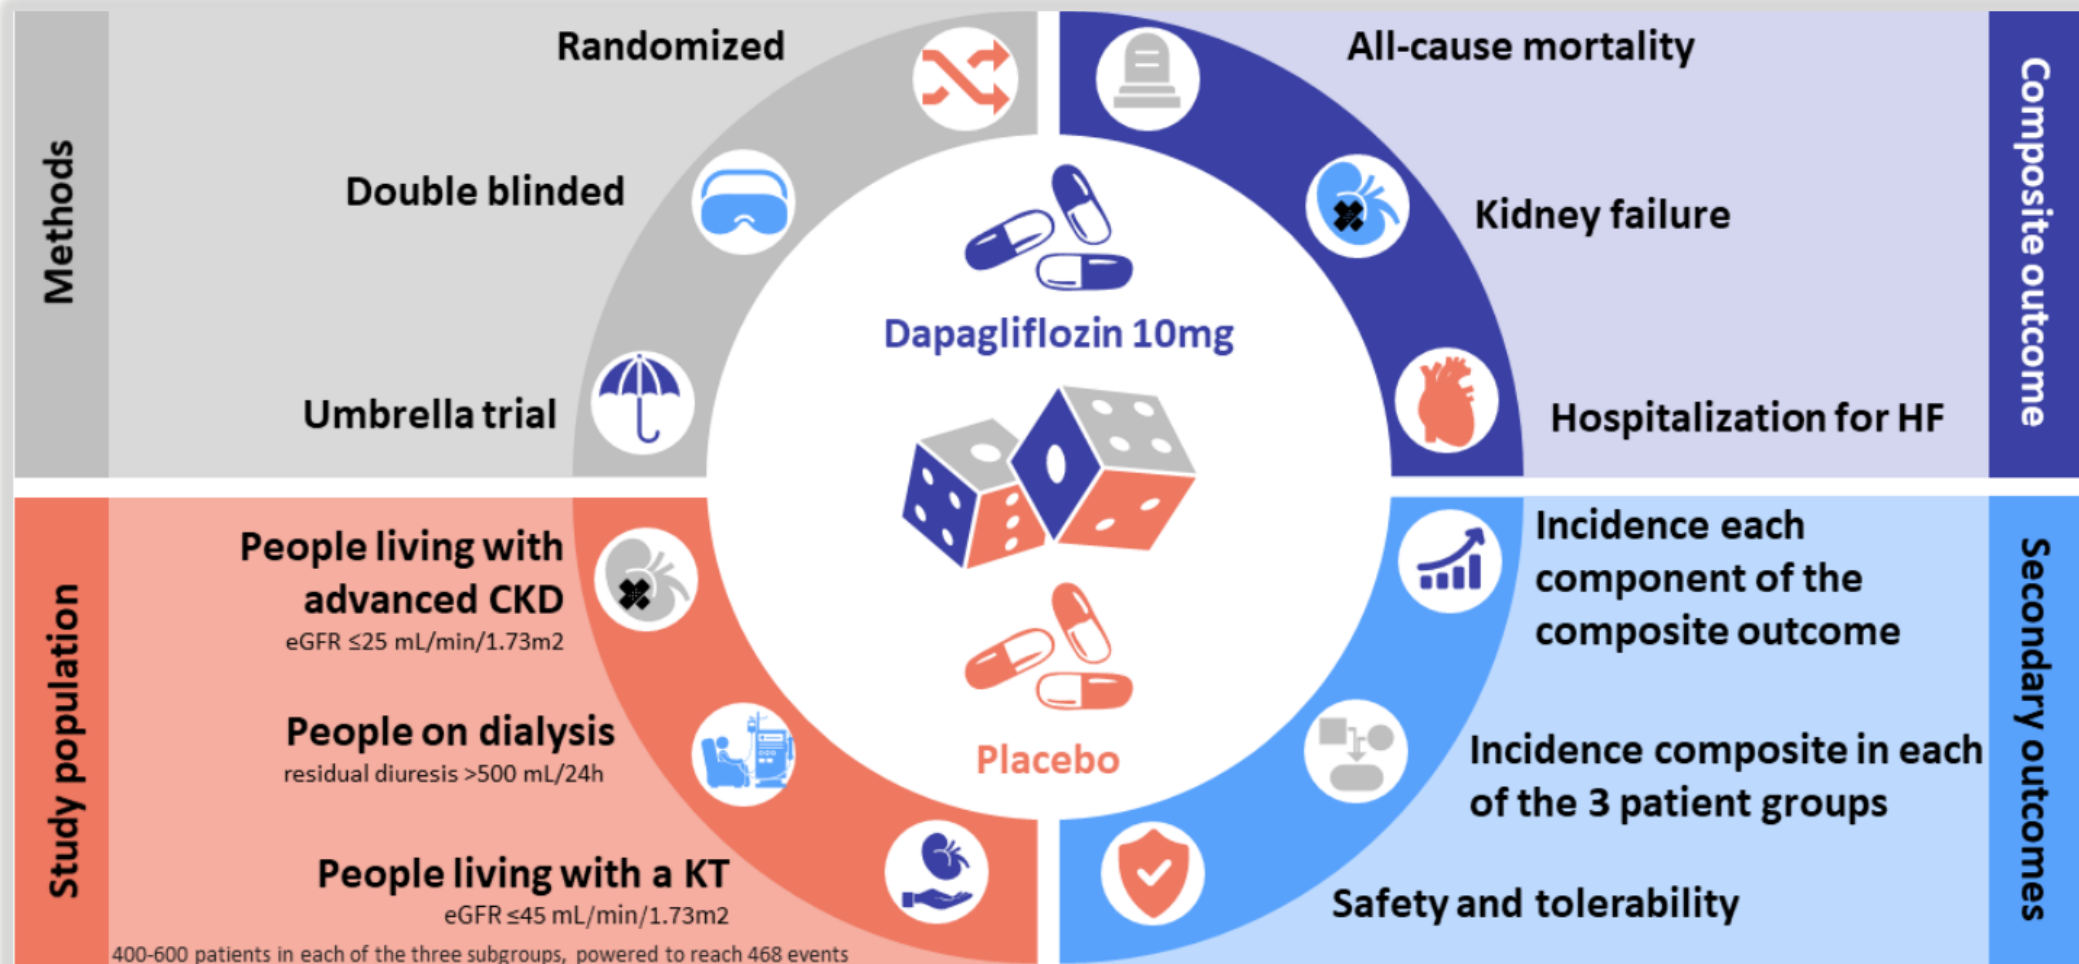 Methods
Randomized
Double blinded
Umbrella trial
All-cause mortality
Kidney failure
Hospitalization for HF
Composite outcome
Dapagliflozin 10mg
Placebo
Study population
People living with
advanced CKD
eGFR ≤25 mL/min/1.73m2
People on dialysis
residual diuresis >500 mL/24h
People living with a KT
eGFR ≤45 mL/min/1.73m2
400-600 patients in each of the three subgroups, powered to reach 468 events
Incidence each
component of the
composite outcome
Incidence composite in each
of the 3 patient groups
Safety and tolerability
Secondary outcomes